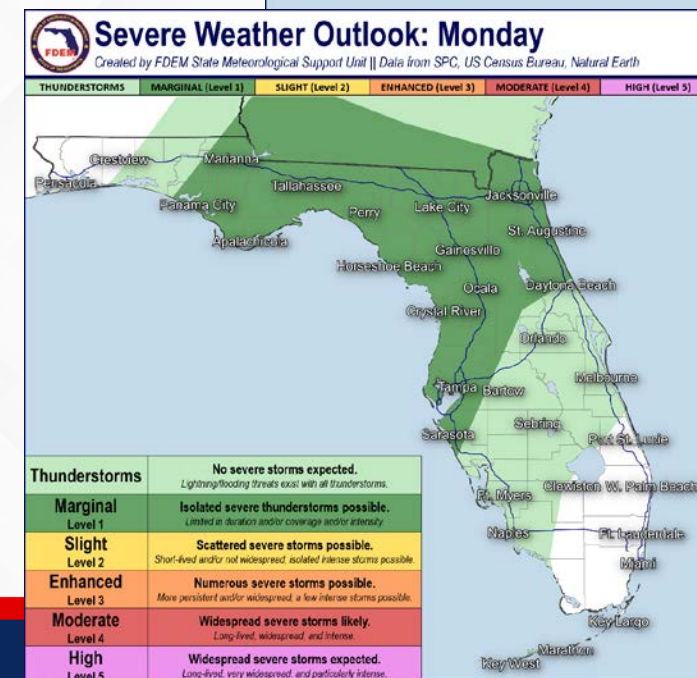 FDEM
Severe Weather Outlook: Monday
Created by FDEM State Meteorological Support Unit || Data from SPC, US Census Bureau, Natural Earth
THUNDERSTORMS MARGINAL (Level 1) SLIGHT (Level 2) ENHANCED (Level 3) MODERATE (Level 4) HIGH (Level 5)
Crestview Marianna
Pensacola Tallahassee Jacksonville
Panama City Perry Lake City
St. Augustine
Apalachicola Gainesville
Horseshoe Beach
Ocala Daytona Beach
Crystal River
Orlando
Tampa Bartow Melbourne
Sebring
Sarasota Port St. Lucie
Ft. Myers Clewiston W. Palm Beach
Naples Ft. Lauderdale
Miami
Key Largo
Marathon
Key West
Thunderstorms No severe storms expected.
Lightning/flooding threats exist with all thunderstorms.
Marginal Isolated severe thunderstorms possible.
Level 1 Limited in duration and/or coverage and/or intensity.
Slight Scattered severe storms possible.
Level 2 Short-lived and/or not widespread, isolated intense storms possible.
Enhanced Numerous severe storms possible.
Level 3 More persistent and/or widespread, a few intense storms possible.
Moderate Widespread severe storms likely.
Level 4 Long-lived, widespread, and intense.
High Widespread severe storms expected.
Level 5 Long-lived, very widespread, and particularly intense.